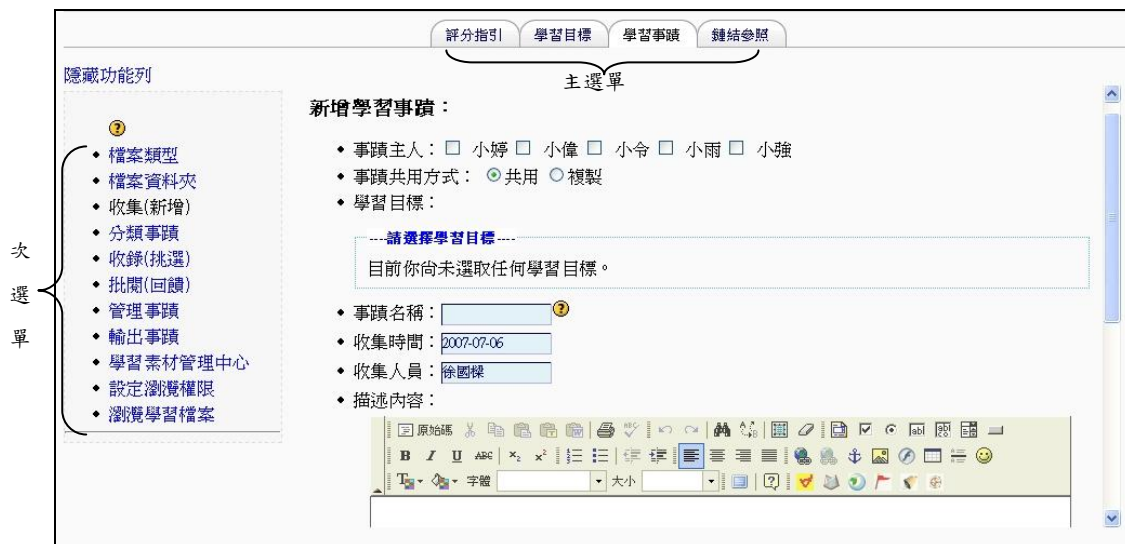 評分指引 學習目標 學習事蹟 鏈結參照
主選單
隱藏功能列
檔案類型
檔案資料夾
收集(新增)
分類事蹟
收錄(挑選)
批閱(回饋)
管理事蹟
輸出事蹟
學習素材管理中心
設定瀏覽權限
瀏覽學習檔案
次選單
新增學習事蹟：
事蹟主人： 小婷 小偉 小令 小雨 小強
事蹟共用方式： 共用 複製
學習目標：
----請選擇學習目標----
目前你尚未選取任何學習目標。
事蹟名稱：
收集時間：2007-07-06
收集人員：徐國樑
描述內容：
原始碼
B I U ABC ×₂ ×²
字體 大小